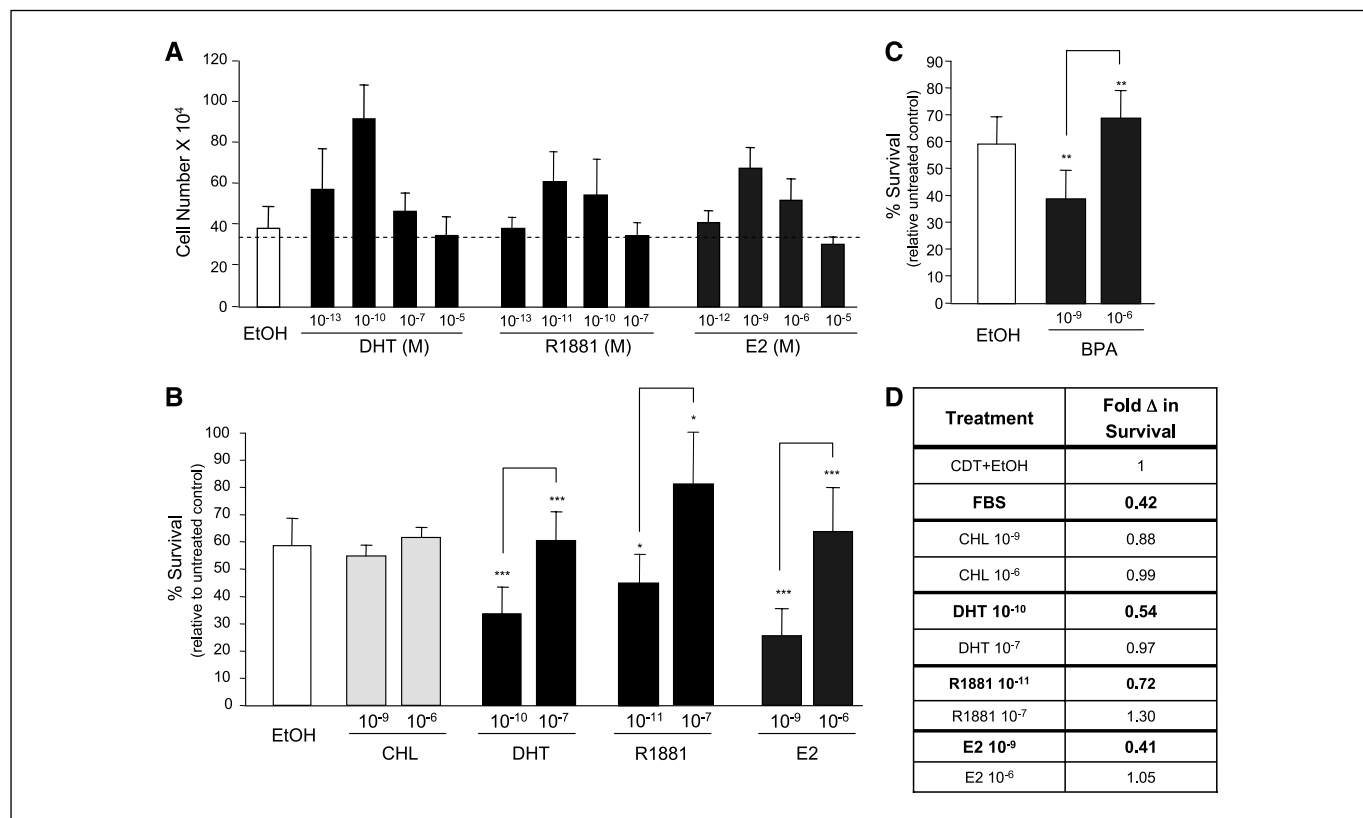 A
Cell Number X 10⁴
120
100
80
60
40
20
0
EtOH
10⁻¹³ 10⁻¹⁰ 10⁻⁷ 10⁻⁵
DHT (M)
10⁻¹³ 10⁻¹¹ 10⁻¹⁰ 10⁻⁷
R1881 (M)
10⁻¹² 10⁻⁹ 10⁻⁶ 10⁻⁵
E2 (M)
C
% Survival
(relative untreated control)
90
80
70
60
50
40
30
20
10
0
**
**
EtOH
10⁻⁹ 10⁻⁶
BPA
B
% Survival
(relative to untreated control)
100
90
80
70
60
50
40
30
20
10
0
***
***
*
*
***
***
EtOH
10⁻⁹ 10⁻⁶
CHL
10⁻¹⁰ 10⁻⁷
DHT
10⁻¹¹ 10⁻⁷
R1881
10⁻⁹ 10⁻⁶
E2
D
Treatment Fold Δ in Survival
CDT+EtOH 1
FBS 0.42
CHL 10⁻⁹ 0.88
CHL 10⁻⁶ 0.99
DHT 10⁻¹⁰ 0.54
DHT 10⁻⁷ 0.97
R1881 10⁻¹¹ 0.72
R1881 10⁻⁷ 1.30
E2 10⁻⁹ 0.41
E2 10⁻⁶ 1.05